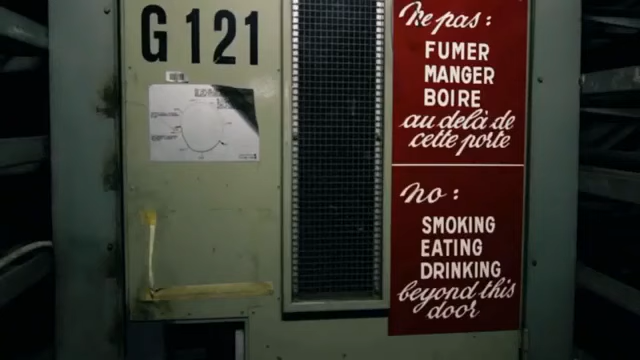 G 121
Ne pas :
FUMER
MANGER
BOIRE
au delà de
cette porte
no :
SMOKING
EATING
DRINKING
beyond this
door